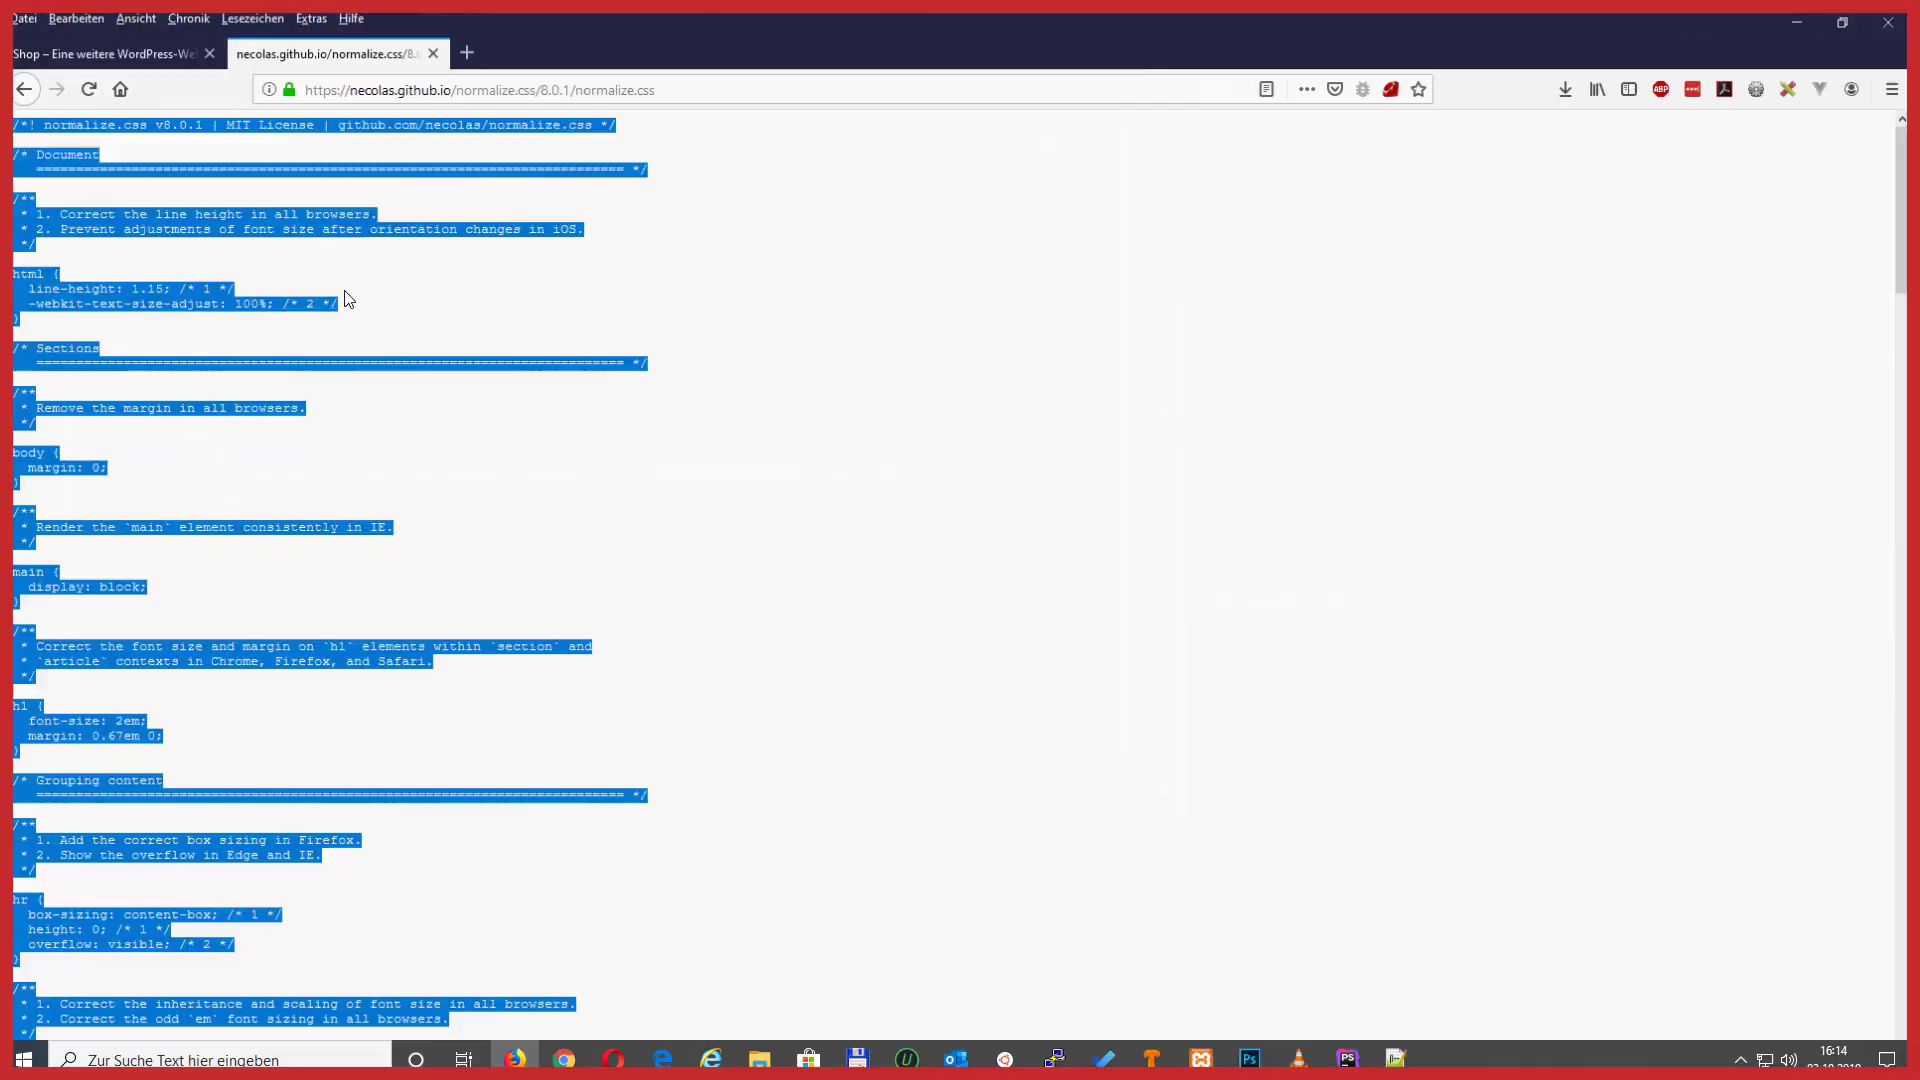 Datei Bearbeiten Ansicht Chronik Lesezeichen Extras Hilfe
Shop – Eine weitere WordPress-We
necolas.github.io/normalize.css/8.0
https://necolas.github.io/normalize.css/8.0.1/normalize.css
ABP
/*! normalize.css v8.0.1 | MIT License | github.com/necolas/normalize.css */
/* Document
========================================================================== */
/**
* 1. Correct the line height in all browsers.
* 2. Prevent adjustments of font size after orientation changes in iOS.
*/
html {
line-height: 1.15; /* 1 */
-webkit-text-size-adjust: 100%; /* 2 */
}
/* Sections
========================================================================== */
/**
* Remove the margin in all browsers.
*/
body {
margin: 0;
}
/**
* Render the `main` element consistently in IE.
*/
main {
display: block;
}
/**
* Correct the font size and margin on `h1` elements within `section` and
* `article` contexts in Chrome, Firefox, and Safari.
*/
h1 {
font-size: 2em;
margin: 0.67em 0;
}
/* Grouping content
========================================================================== */
/**
* 1. Add the correct box sizing in Firefox.
* 2. Show the overflow in Edge and IE.
*/
hr {
box-sizing: content-box; /* 1 */
height: 0; /* 1 */
overflow: visible; /* 2 */
}
/**
* 1. Correct the inheritance and scaling of font size in all browsers.
* 2. Correct the odd `em` font sizing in all browsers.
*/
Zur Suche Text hier eingeben
Ps
PS
16:14